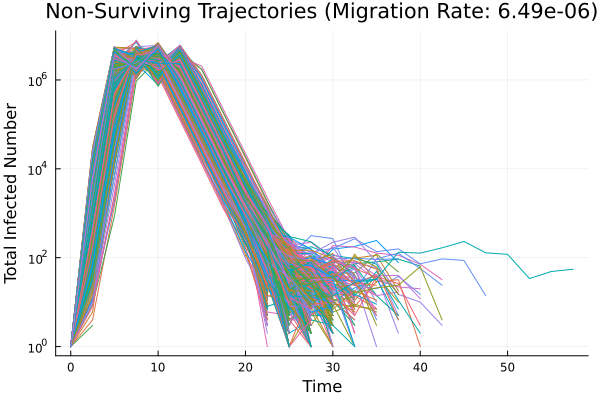 Non-Surviving Trajectories (Migration Rate: 6.49e-06)
Total Infected Number
10^6
10^4
10^2
10^0
0 10 20 30 40 50
Time